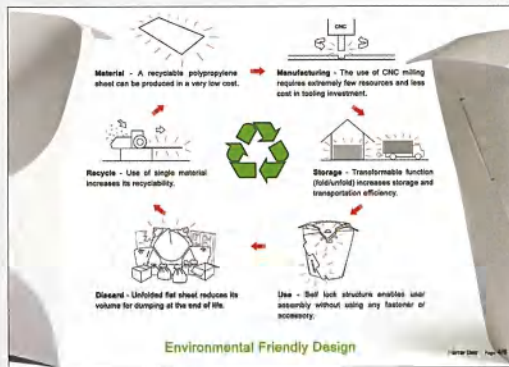 CNC
Material - A recyclable polypropylene
sheet can be produced in a very low cost.
Manufacturing - The use of CNC milling
requires extremely few resources and less
cost in tooling investment.
Recycle - Use of single material
increases its recyclability.
Storage - Transformable function
(fold/unfold) increases storage and
transportation efficiency.
Discard - Unfolded flat sheet reduces its
volume for dumping at the end of life.
Use - Self lock structure enables user
assembly without using any fastener or
accessory.
Environmental Friendly Design
Page